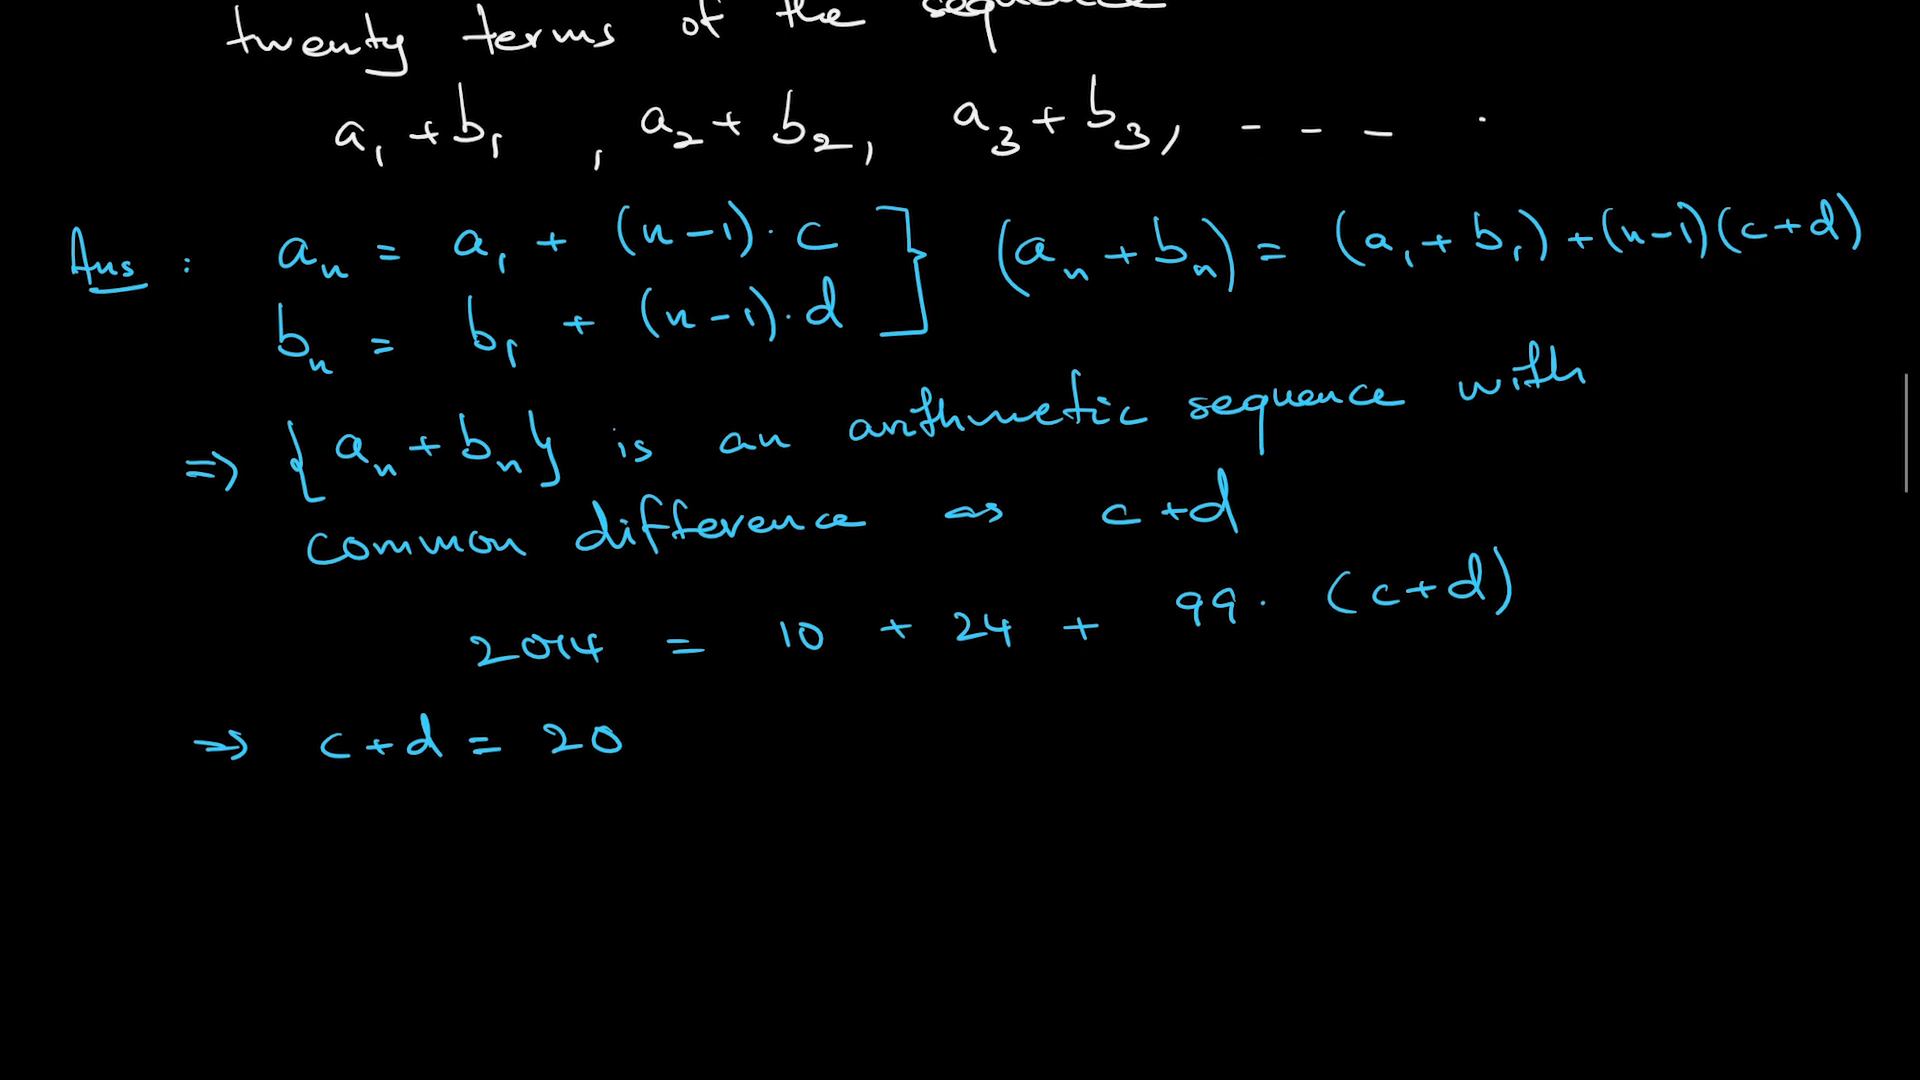 twenty terms of the sequence
a₁ + b₁ , a₂ + b₂, a₃ + b₃, - - - .
Ans : aₙ = a₁ + (n-1)·c ] (aₙ + bₙ) = (a₁ + b₁) + (n-1)(c+d)
bₙ = b₁ + (n-1)·d
=> {aₙ + bₙ} is an arithmetic sequence with
common difference as c+d
2014 = 10 + 24 + 99·(c+d)
=> c+d = 20